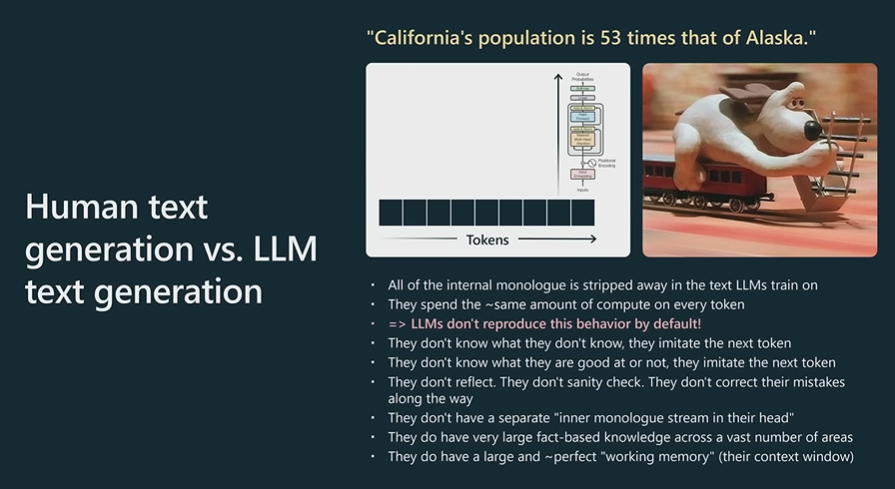 "California's population is 53 times that of Alaska."
Human text
generation vs. LLM
text generation
Output
Probabilities
Positional
Encoding
Inputs
Tokens
• All of the internal monologue is stripped away in the text LLMs train on
• They spend the ~same amount of compute on every token
• => LLMs don't reproduce this behavior by default!
• They don't know what they don't know, they imitate the next token
• They don't know what they are good at or not, they imitate the next token
• They don't reflect. They don't sanity check. They don't correct their mistakes
along the way
• They don't have a separate "inner monologue stream in their head"
• They do have very large fact-based knowledge across a vast number of areas
• They do have a large and ~perfect "working memory" (their context window)